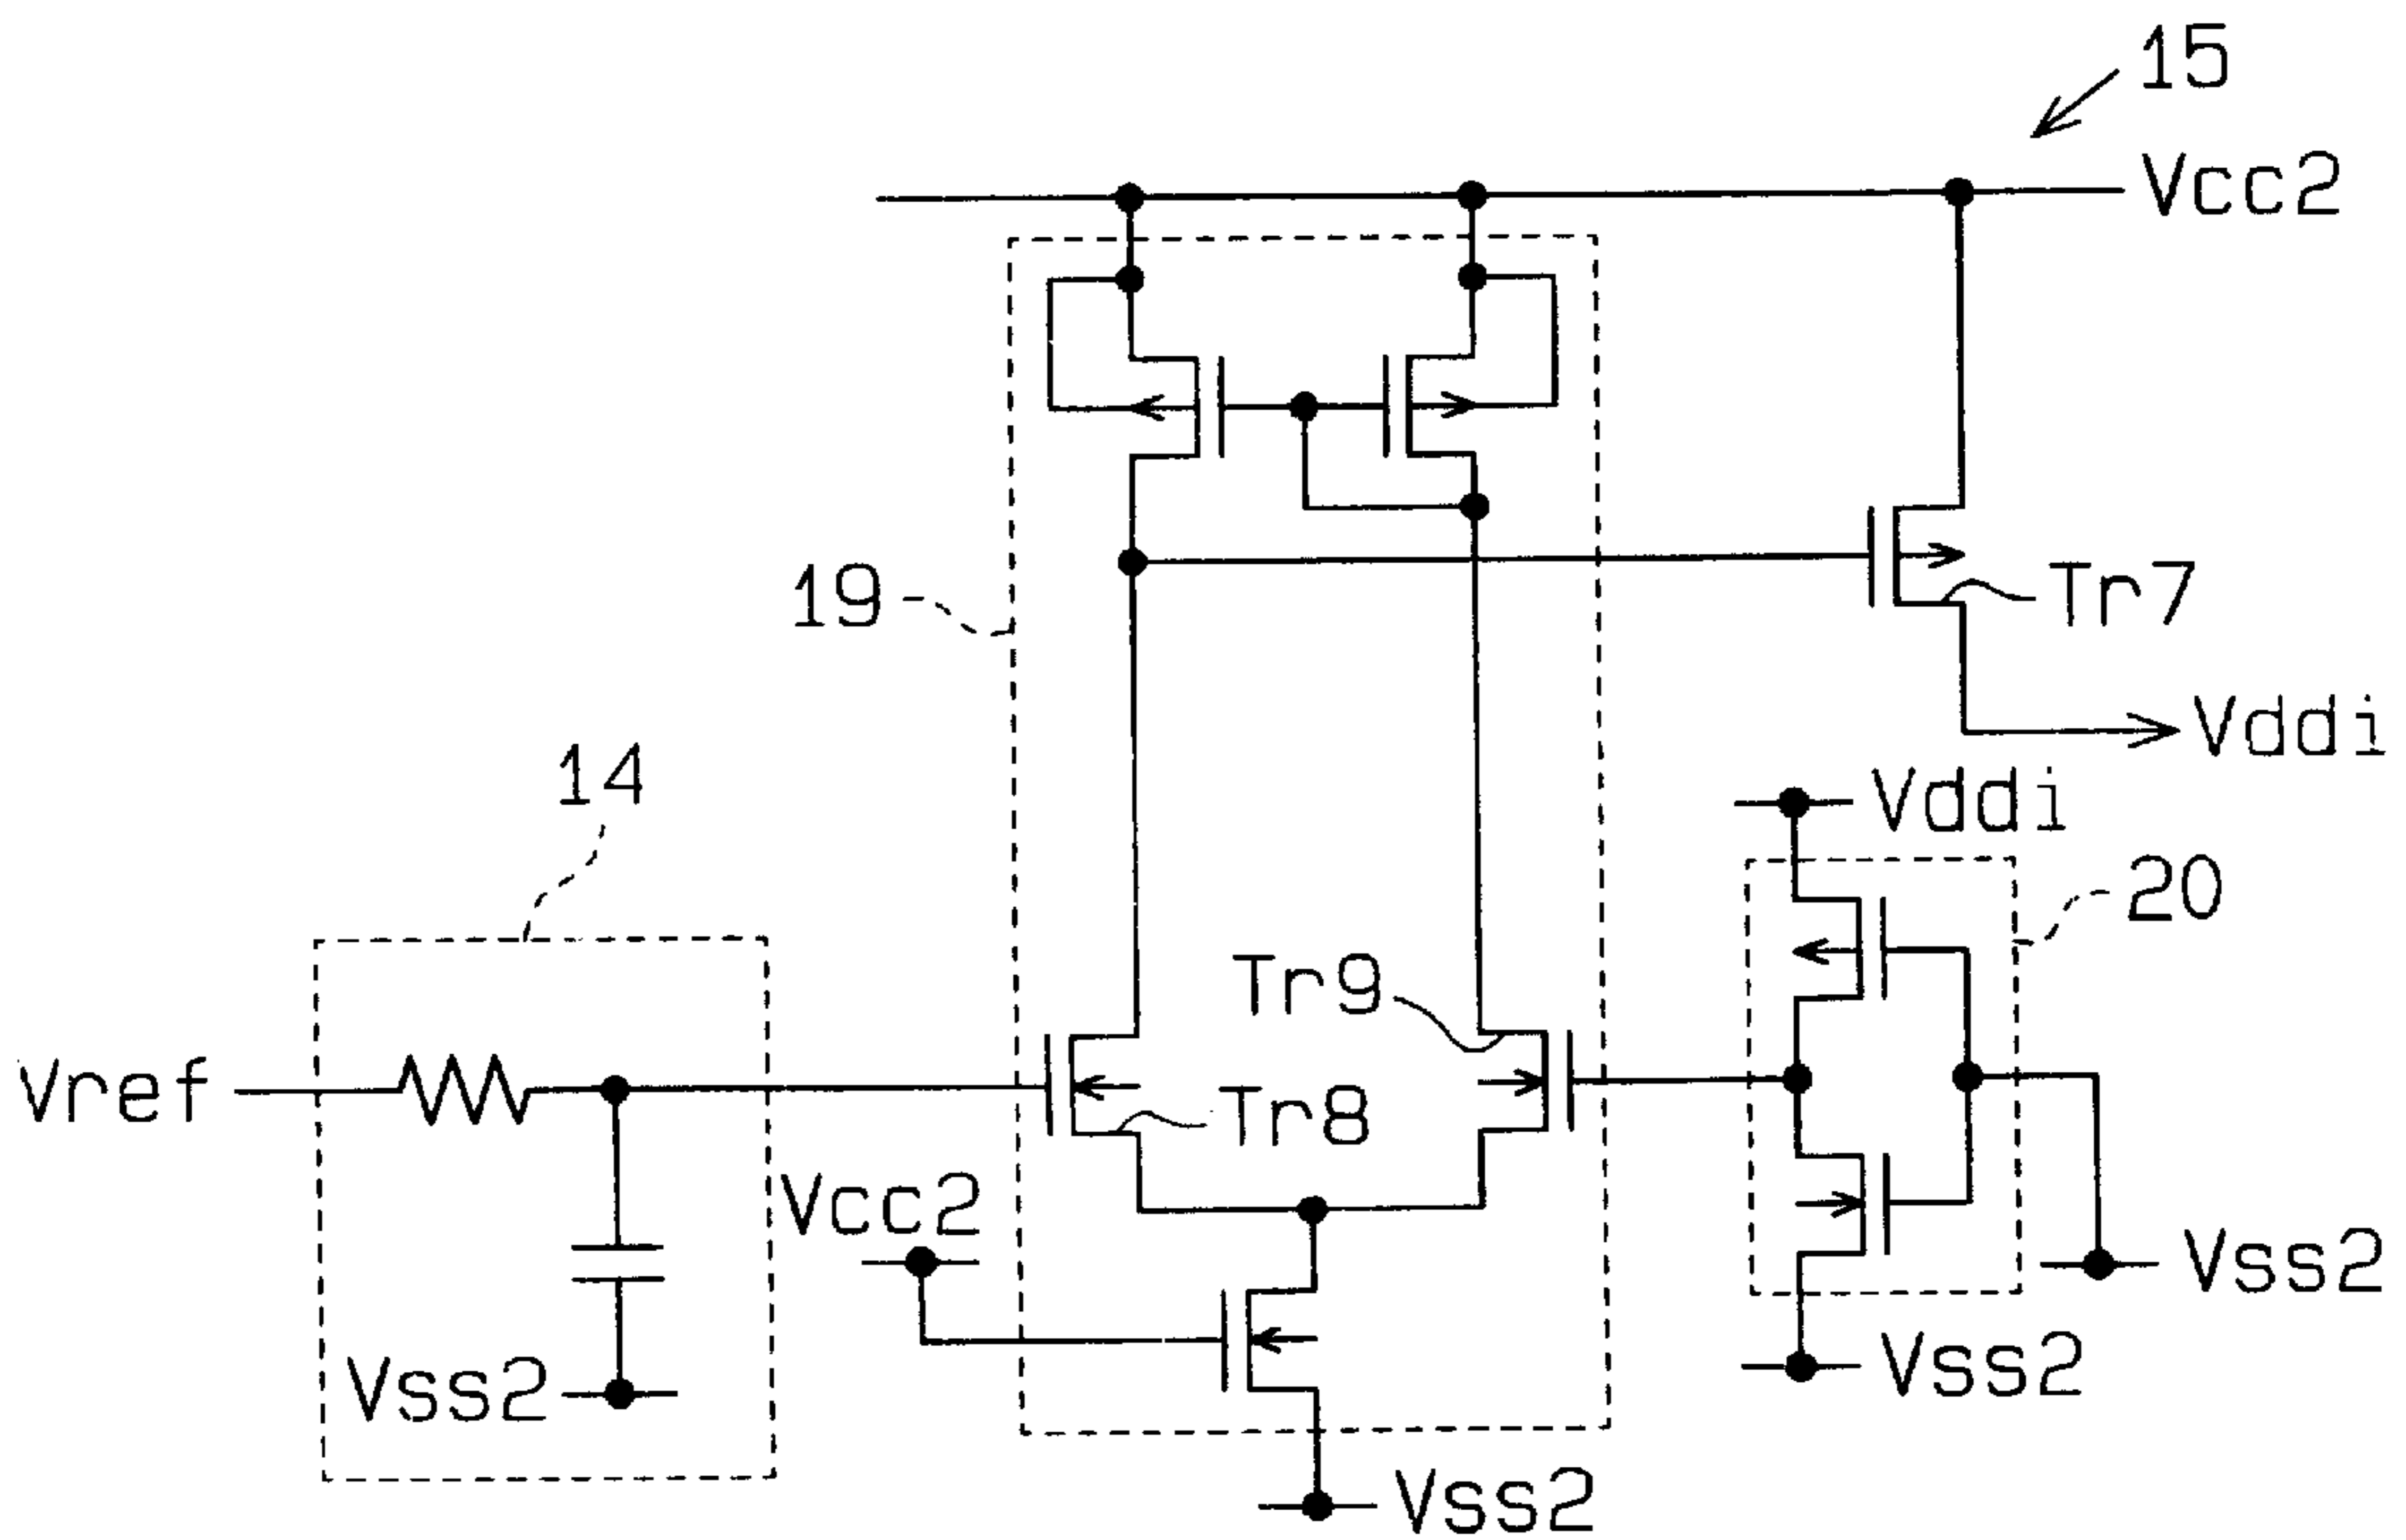 15
Vcc2
19
Tr7
Vddi
14
Vddi
20
Tr9
Vref
Tr8
Vcc2
Vss2
Vss2
Vss2
Vss2